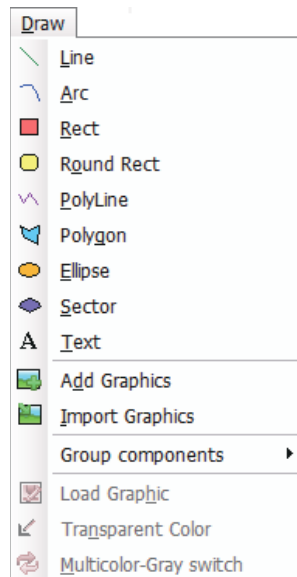 Draw
Line
Arc
Rect
Round Rect
PolyLine
Polygon
Ellipse
Sector
A Text
Add Graphics
Import Graphics
Group components
Load Graphic
Transparent Color
Multicolor-Gray switch